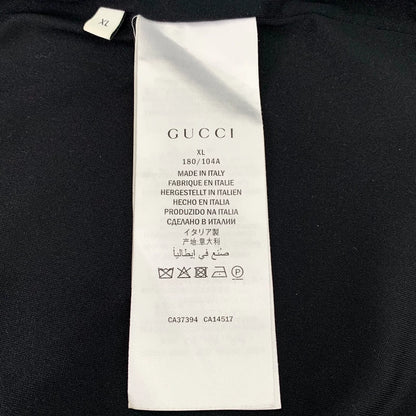 XL
GUCCI
XL
180/104A
MADE IN ITALY
FABRIQUE EN ITALIE
HERGESTELLT IN ITALIEN
HECHO EN ITALIA
PRODUZIDO NA ITALIA
СДЕЛАНО В ИТАЛИИ
イタリア製
产地:意大利
صنع في إيطاليا
P
CA37394 CA14517